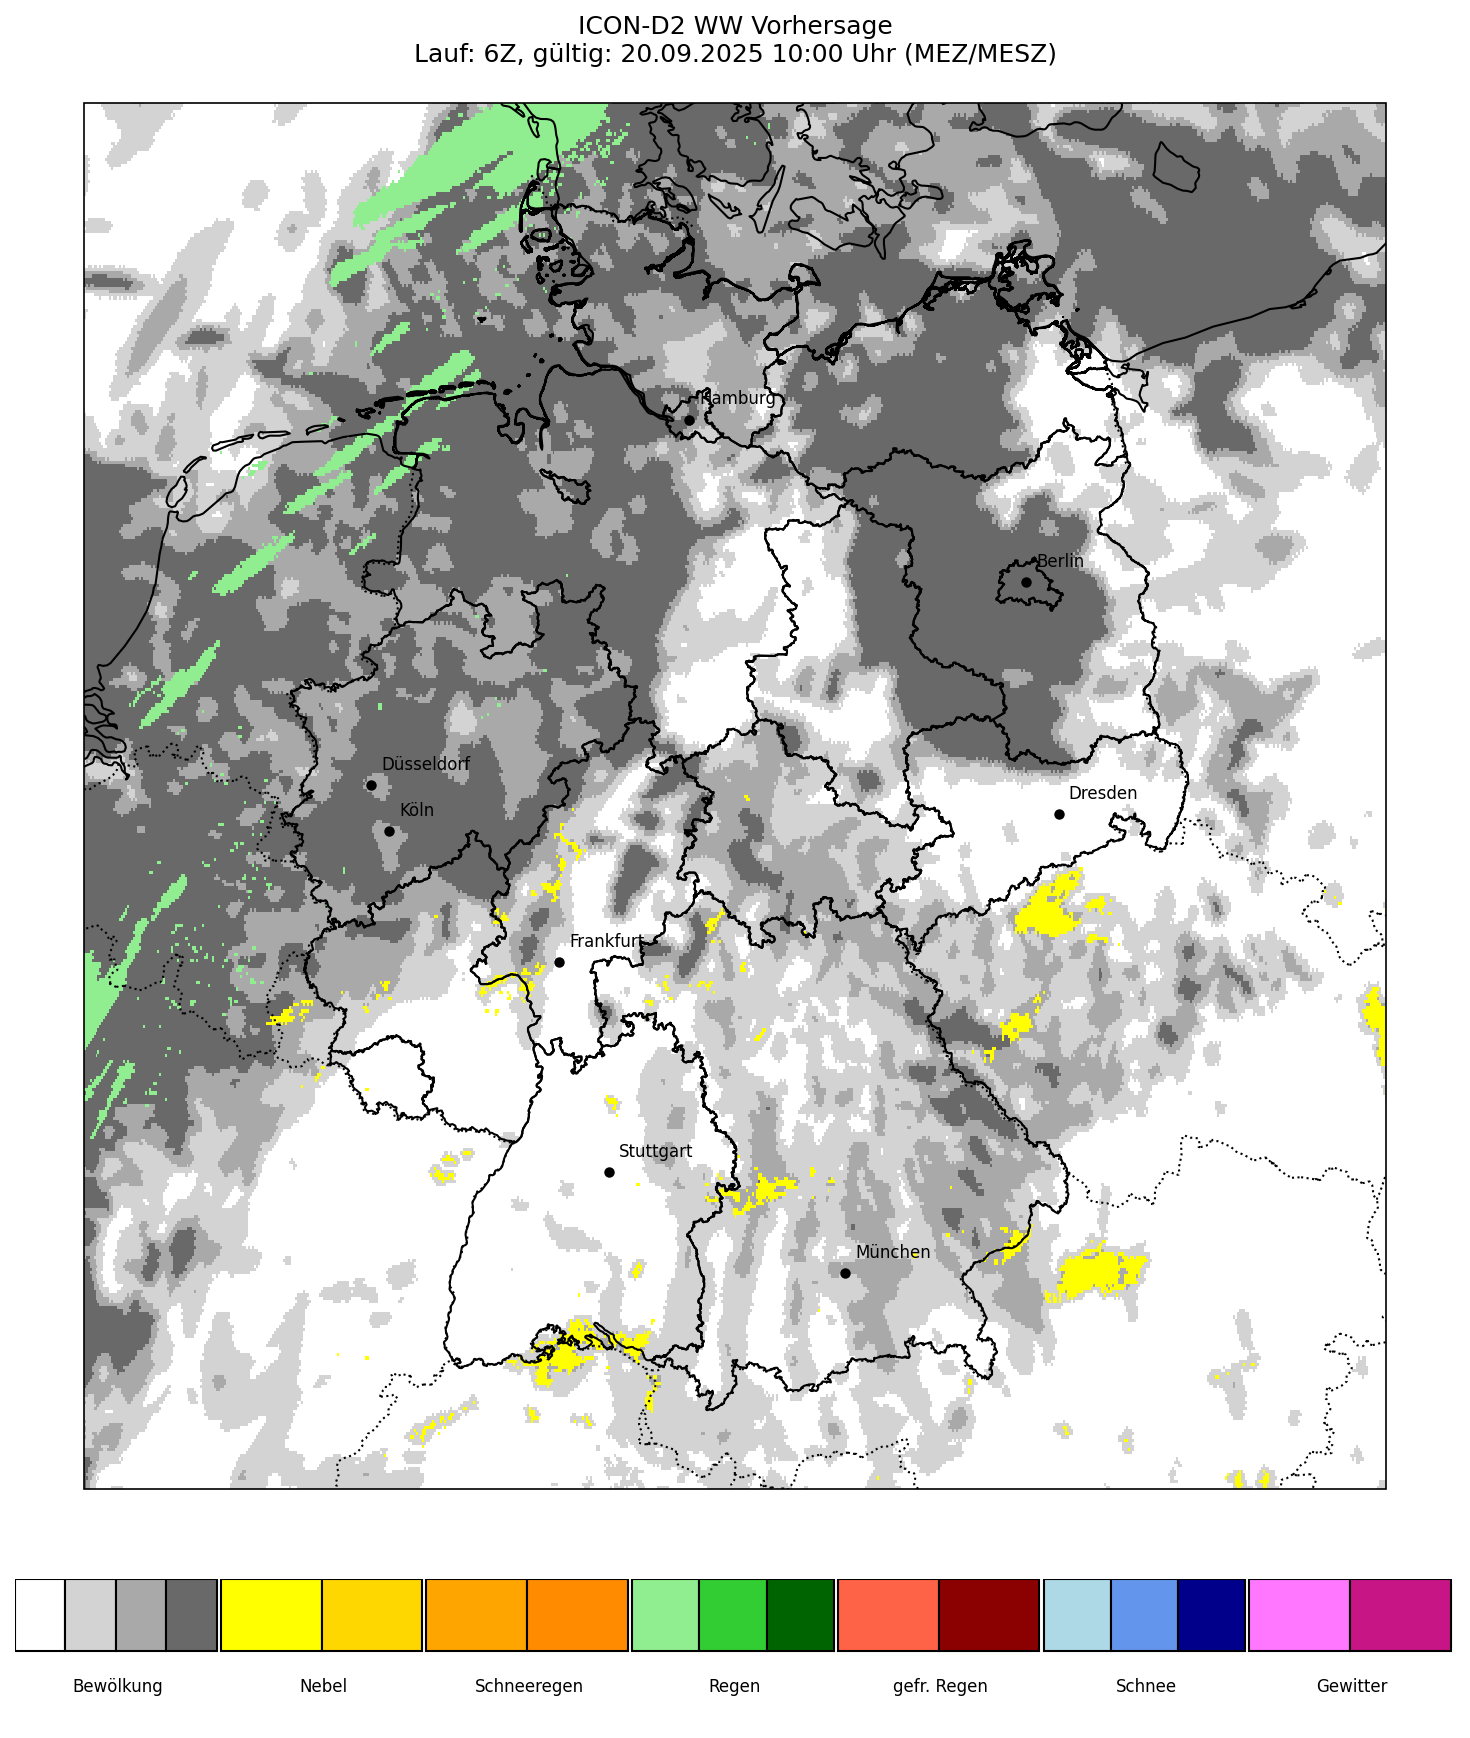 ICON-D2 WW Vorhersage
Lauf: 6Z, gültig: 20.09.2025 10:00 Uhr (MEZ/MESZ)
Hamburg
Berlin
Düsseldorf
Köln
Dresden
Frankfurt
Stuttgart
München
Bewölkung
Nebel
Schneeregen
Regen
gefr. Regen
Schnee
Gewitter